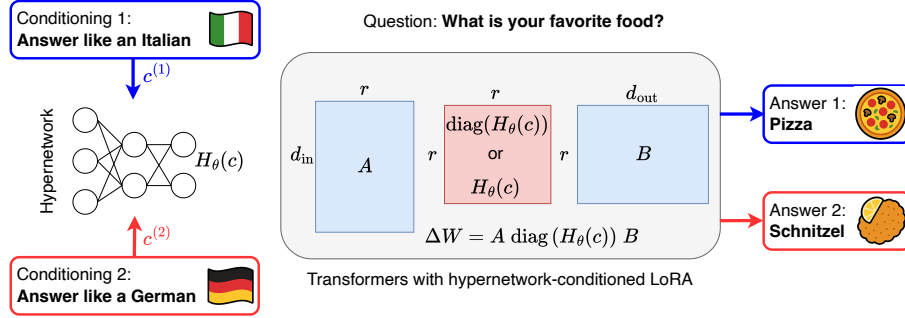 Conditioning 1:
Answer like an Italian
c^{(1)}
Hypernetwork
H_θ(c)
c^{(2)}
Conditioning 2:
Answer like a German
Question: What is your favorite food?
r
r
d_out
d_in
A
r
diag(H_θ(c))
or
H_θ(c)
r
B
ΔW = A diag (H_θ(c)) B
Transformers with hypernetwork-conditioned LoRA
Answer 1:
Pizza
Answer 2:
Schnitzel